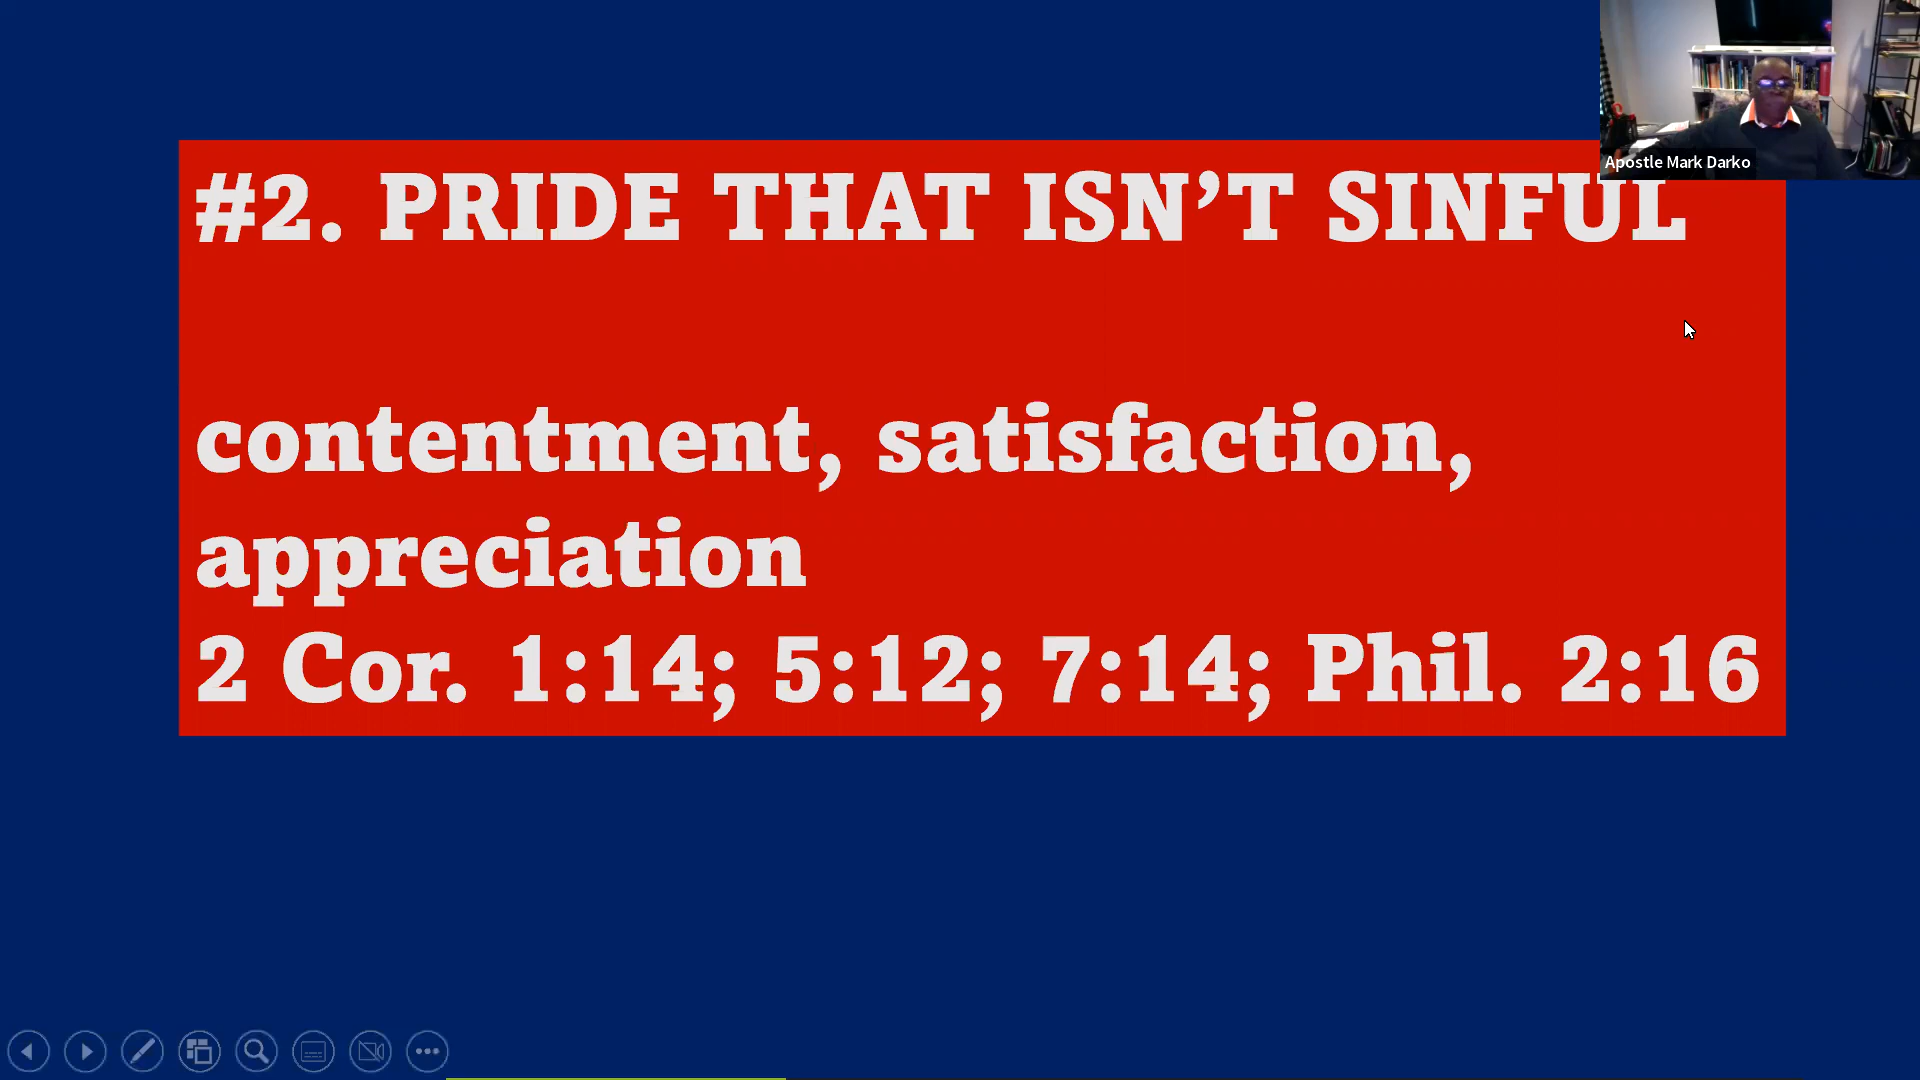 Apostle Mark Darko
#2. PRIDE THAT ISN’T SINFUL
contentment, satisfaction,
appreciation
2 Cor. 1:14; 5:12; 7:14; Phil. 2:16